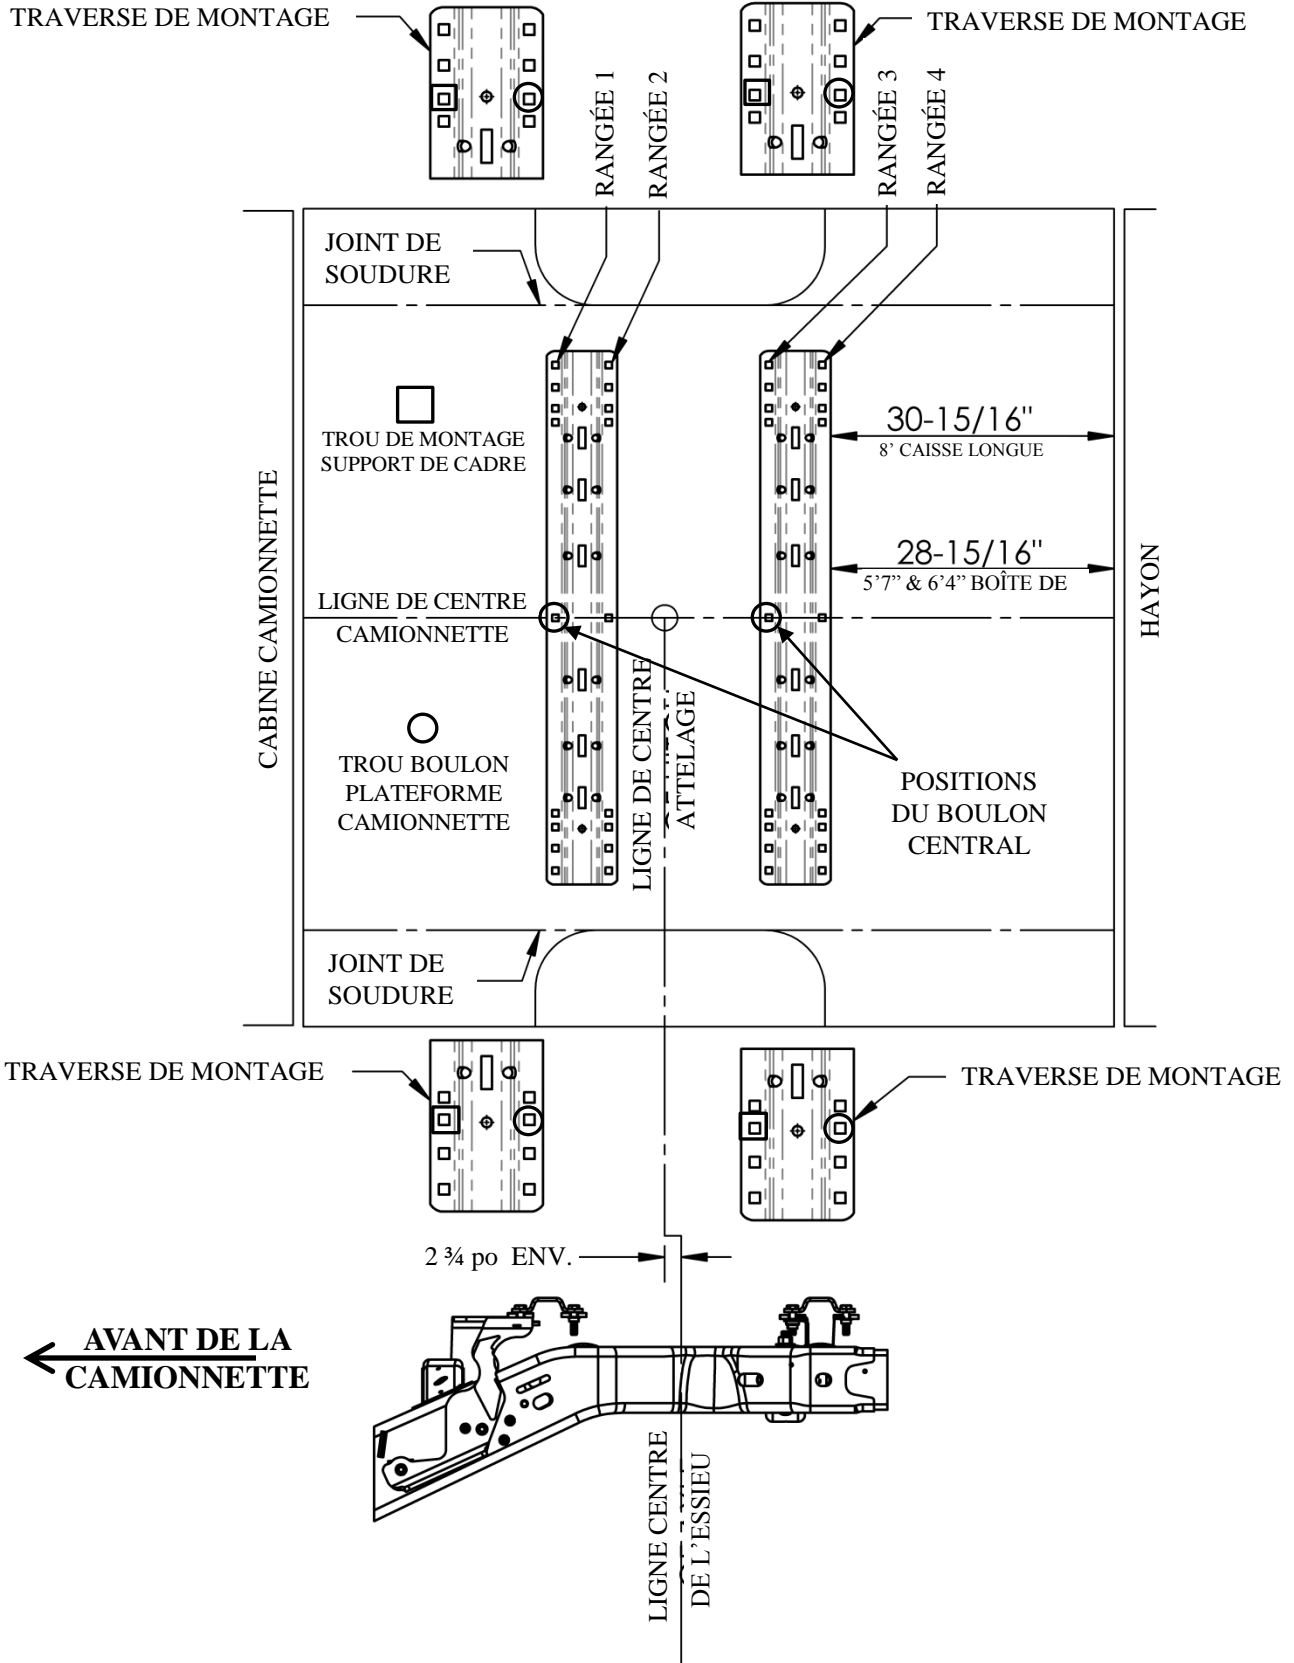 TRAVERSE DE MONTAGE
TRAVERSE DE MONTAGE
RANGÉE 1
RANGÉE 2
RANGÉE 3
RANGÉE 4
JOINT DE
SOUDURE
TROU DE MONTAGE
SUPPORT DE CADRE
30-15/16"
8' CAISSE LONGUE
28-15/16"
5'7" & 6'4" BOÎTE DE
CABINE CAMIONNETTE
HAYON
LIGNE DE CENTRE
CAMIONNETTE
LIGNE DE CENTRE
ATTELAGE
TROU BOULON
PLATEFORME
CAMIONNETTE
POSITIONS
DU BOULON
CENTRAL
JOINT DE
SOUDURE
TRAVERSE DE MONTAGE
TRAVERSE DE MONTAGE
2 ¾ po ENV.
AVANT DE LA
CAMIONNETTE
LIGNE CENTRE
DE L'ESSIEU